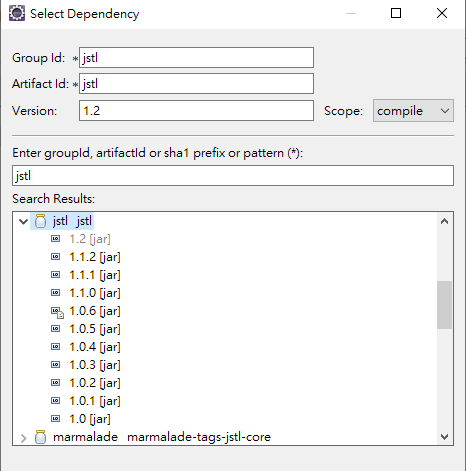 Select Dependency
Group Id: * jstl
Artifact Id: * jstl
Version: 1.2 Scope: compile
Enter groupId, artifactId or sha1 prefix or pattern (*):
jstl
Search Results:
jstl jstl
1.2 [jar]
1.1.2 [jar]
1.1.1 [jar]
1.1.0 [jar]
1.0.6 [jar]
1.0.5 [jar]
1.0.4 [jar]
1.0.3 [jar]
1.0.2 [jar]
1.0.1 [jar]
1.0 [jar]
marmalade marmalade-tags-jstl-core